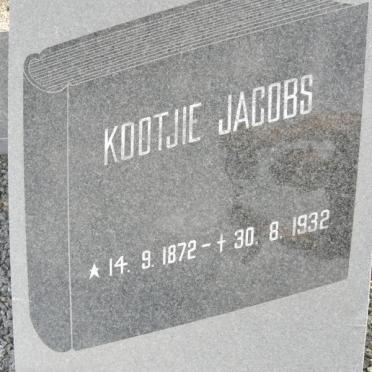 KOOTJIE JACOBS
★ 14. 9. 1872 – † 30. 8. 1932